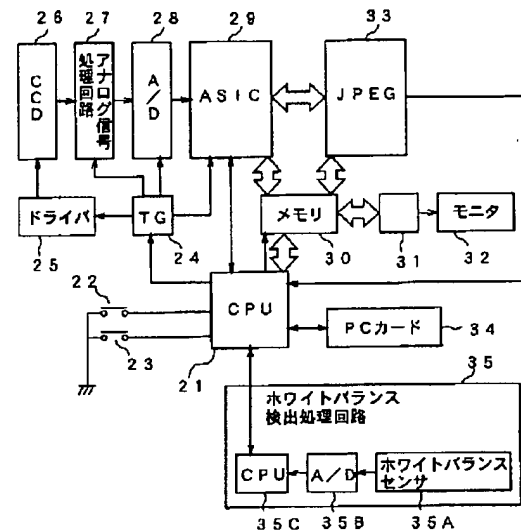 26 27 28 29 33
CCD
アナログ信号
処理回路
A/D
ASIC
JPEG
ドライバ
TG
メモリ
モニタ
25 24 30 31 32
22
23
CPU
21
PCカード
34
35
ホワイトバランス
検出処理回路
CPU
A/D
ホワイトバランス
センサ
35C 35B 35A